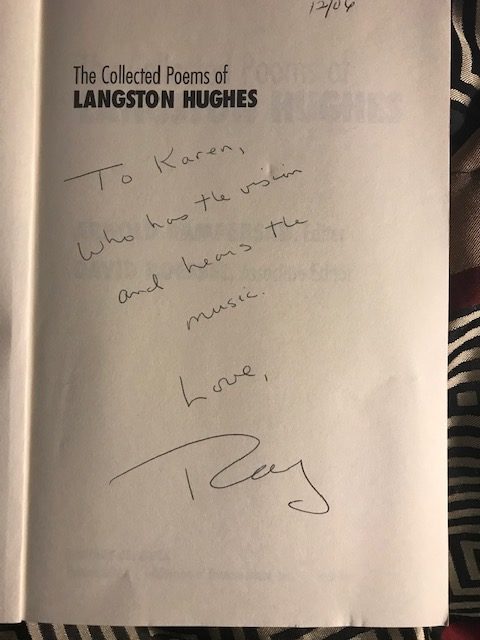 12/06
The Collected Poems of
LANGSTON HUGHES
To Karen,
Who has the vision
and hears the
music.
Love,
Ray